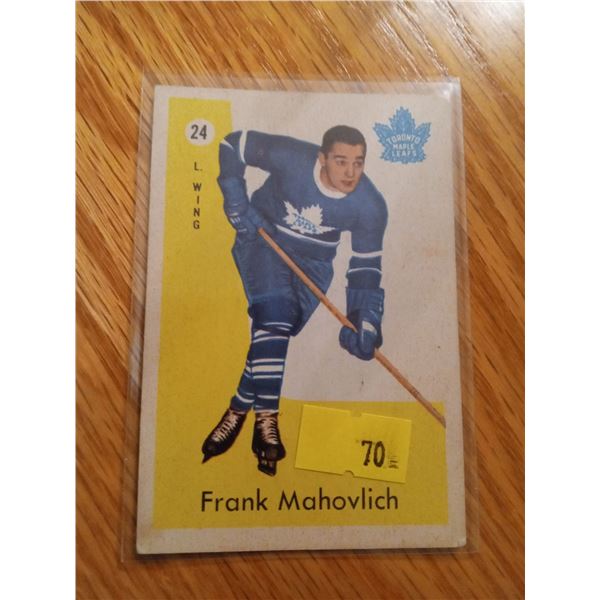 24
L. WING
TORONTO
MAPLE
LEAFS
70
Frank Mahovlich